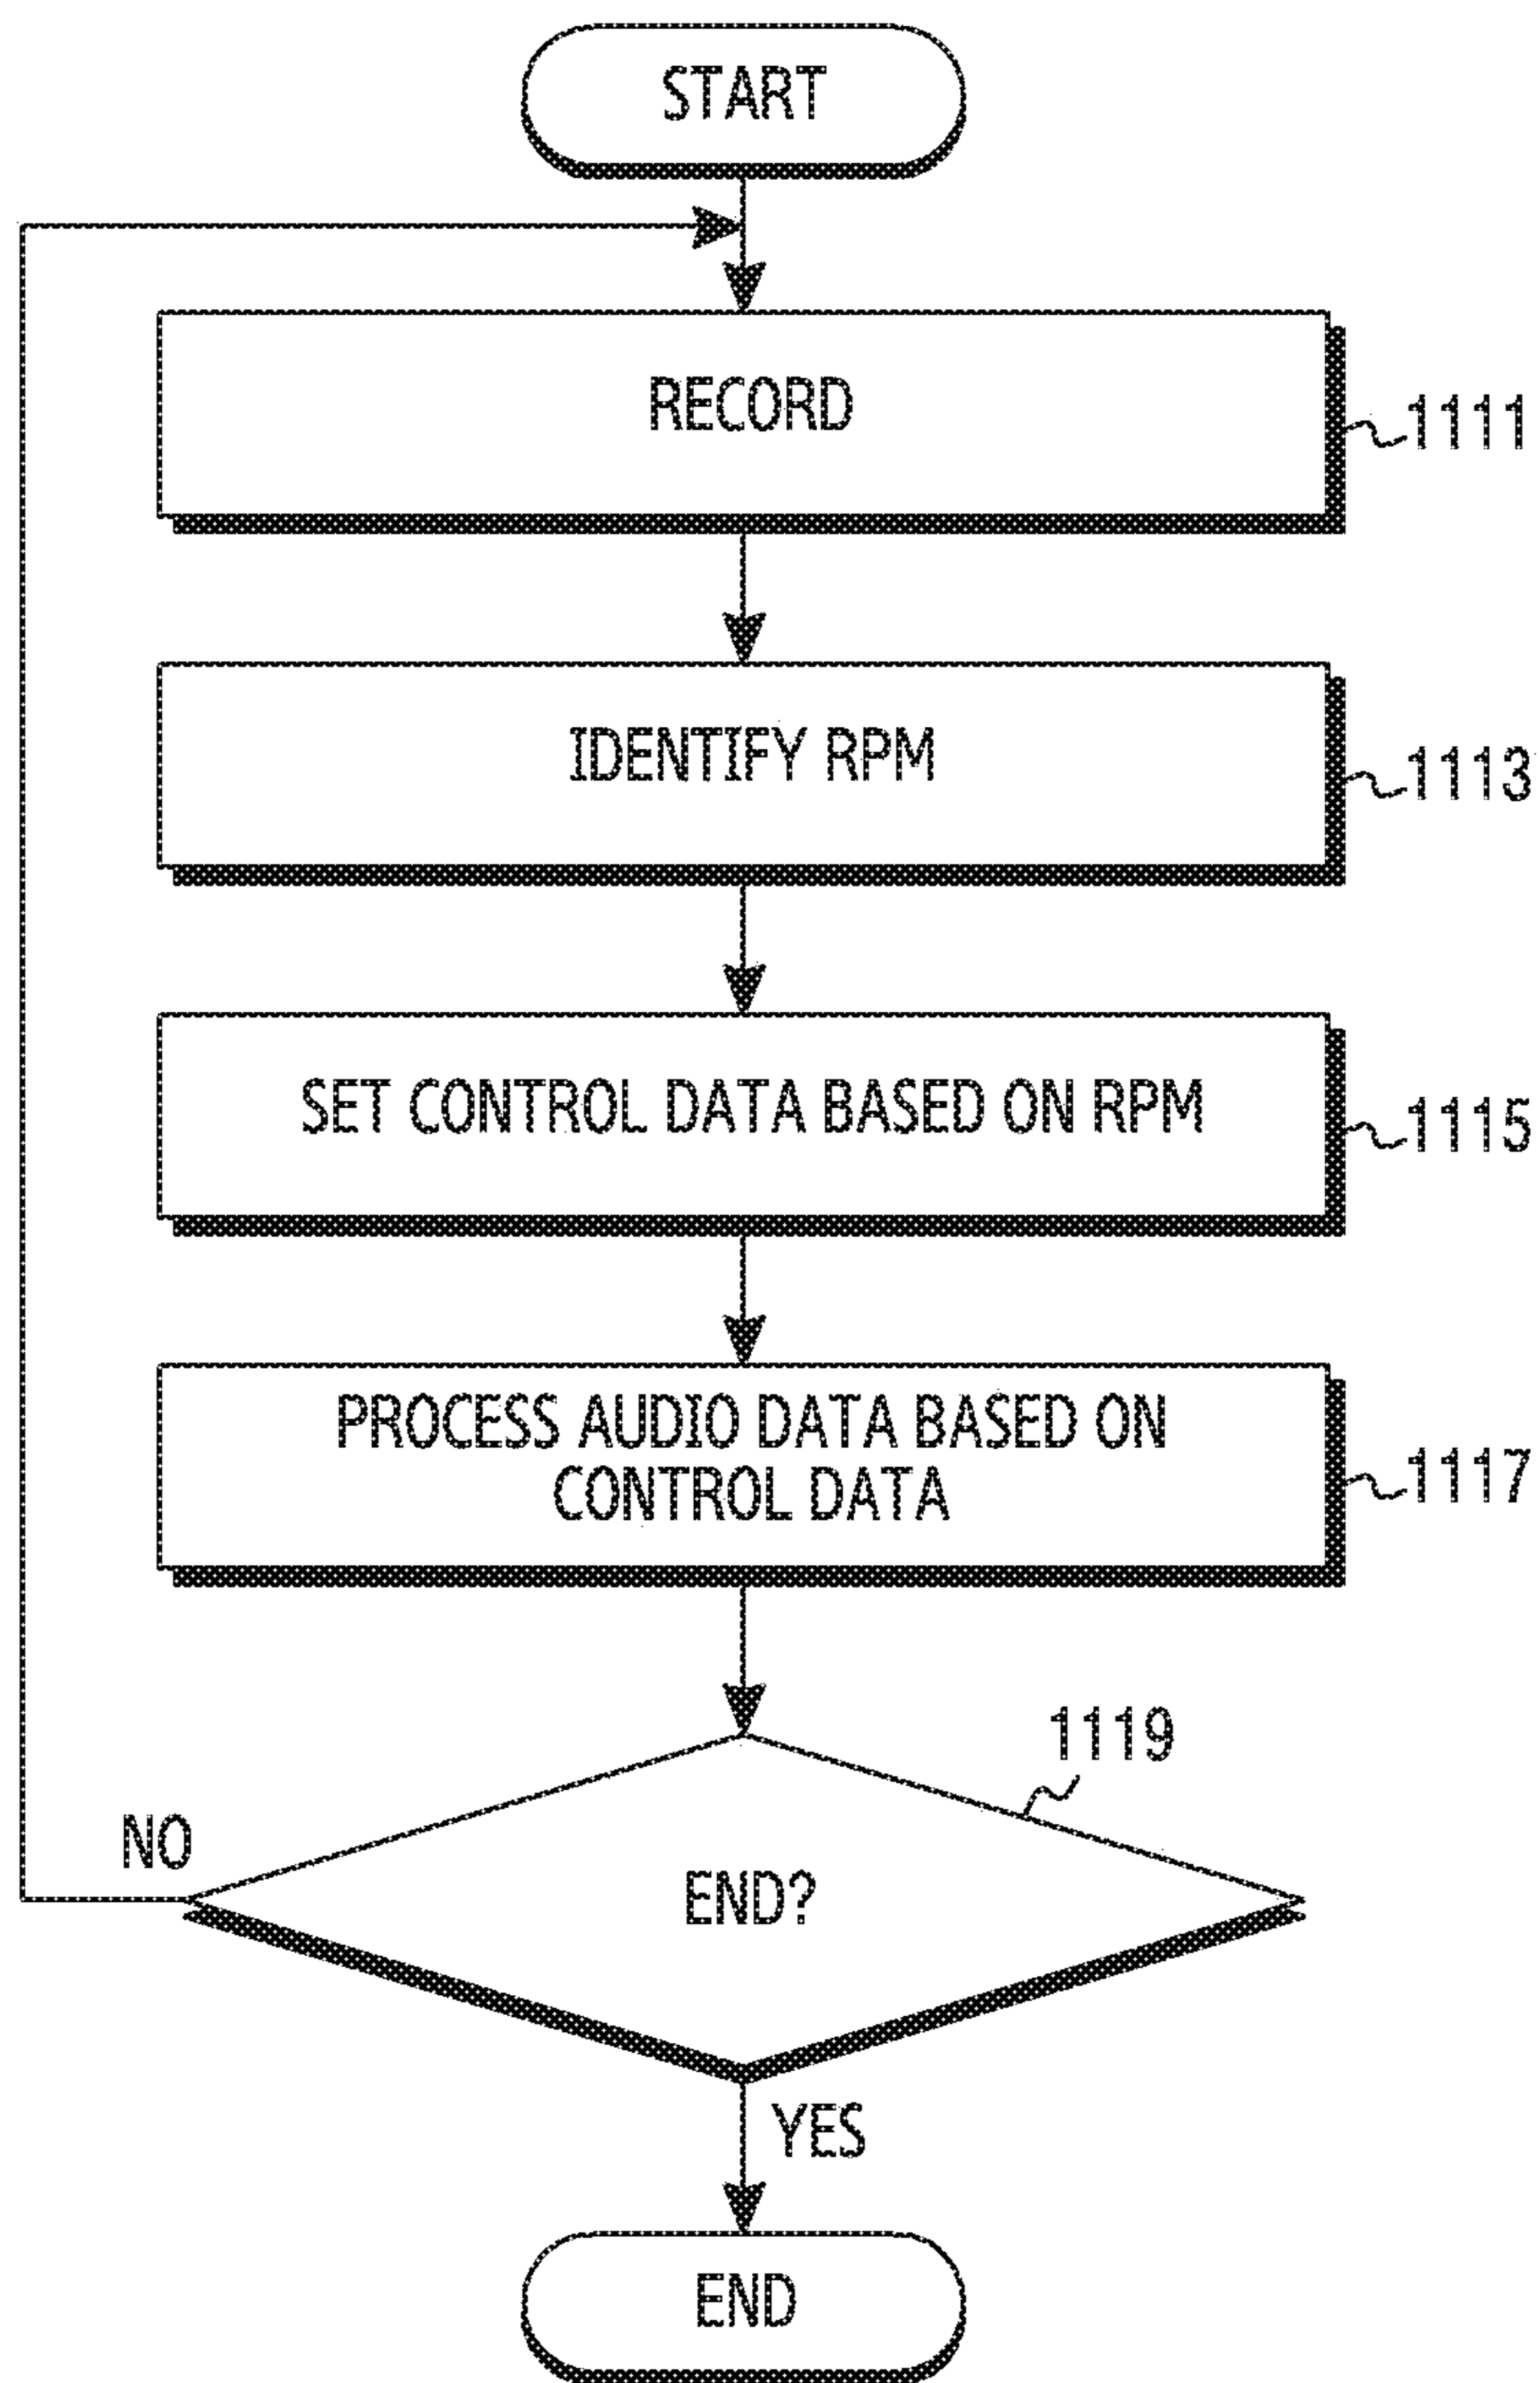 START
RECORD
1111
IDENTIFY RPM
1113
SET CONTROL DATA BASED ON RPM
1115
PROCESS AUDIO DATA BASED ON
CONTROL DATA
1117
1119
NO
END?
YES
END